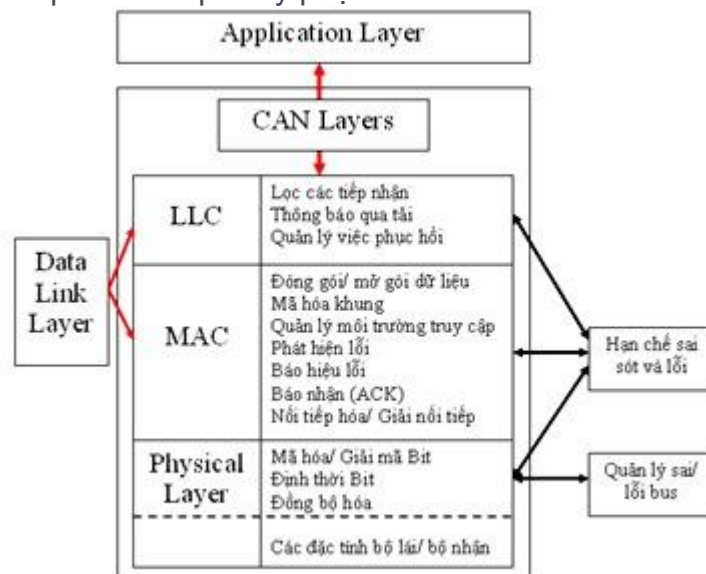 Application Layer
CAN Layers
LLC
Lọc các tiếp nhận
Thông báo quá tải
Quản lý việc phục hồi
Data
Link
Layer
MAC
Đóng gói/ mở gói dữ liệu
Mã hóa khung
Quản lý môi trường truy cập
Phát hiện lỗi
Báo hiệu lỗi
Báo nhận (ACK)
Nối tiếp hóa/ Giải nối tiếp
Hạn chế sai
sót và lỗi
Physical
Layer
Mã hóa/ Giải mã Bit
Định thời Bit
Đồng bộ hóa
Quản lý sai/
lỗi bus
Các đặc tính bộ lái/ bộ nhận